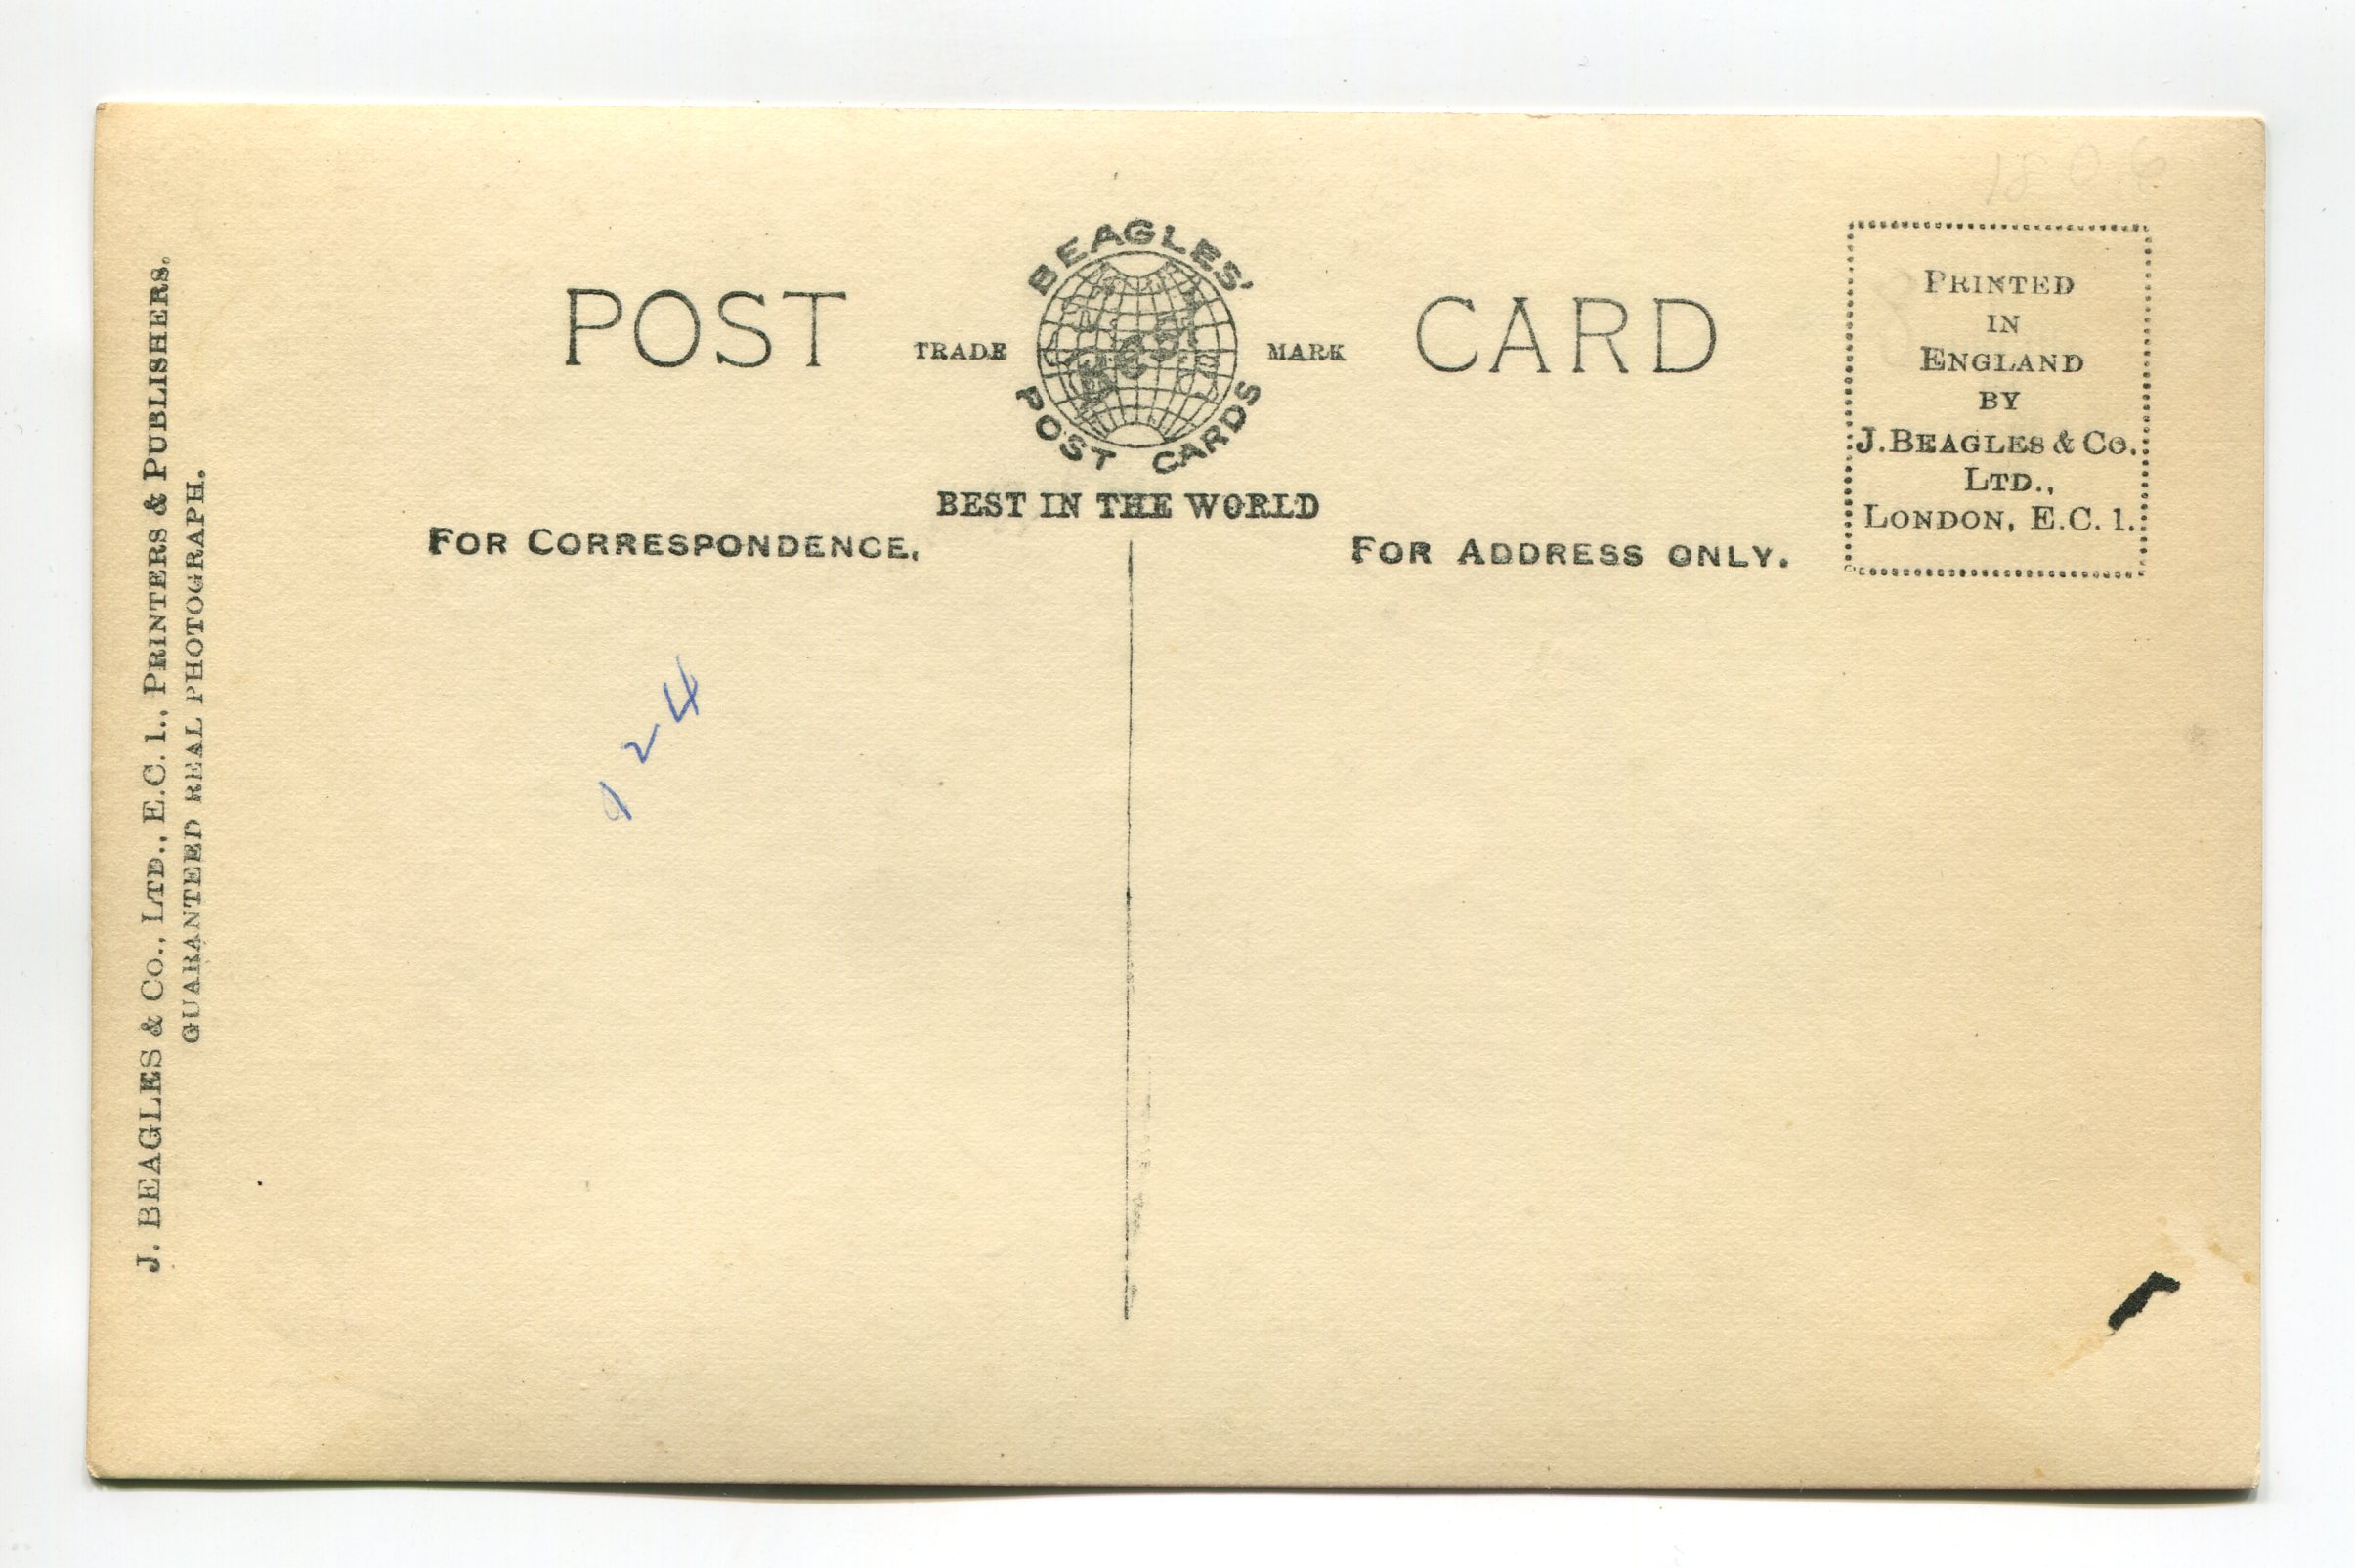 1806
BEAGLES'
POST
TRADE
MARK
CARD
POST CARDS
BEST IN THE WORLD
FOR CORRESPONDENCE.
FOR ADDRESS ONLY.
PRINTED
IN
ENGLAND
BY
J. BEAGLES & CO.
LTD.,
LONDON, E.C. 1.
J. BEAGLES & CO., LTD., E.C. 1., PRINTERS & PUBLISHERS.
GUARANTEED REAL PHOTOGRAPH.
124